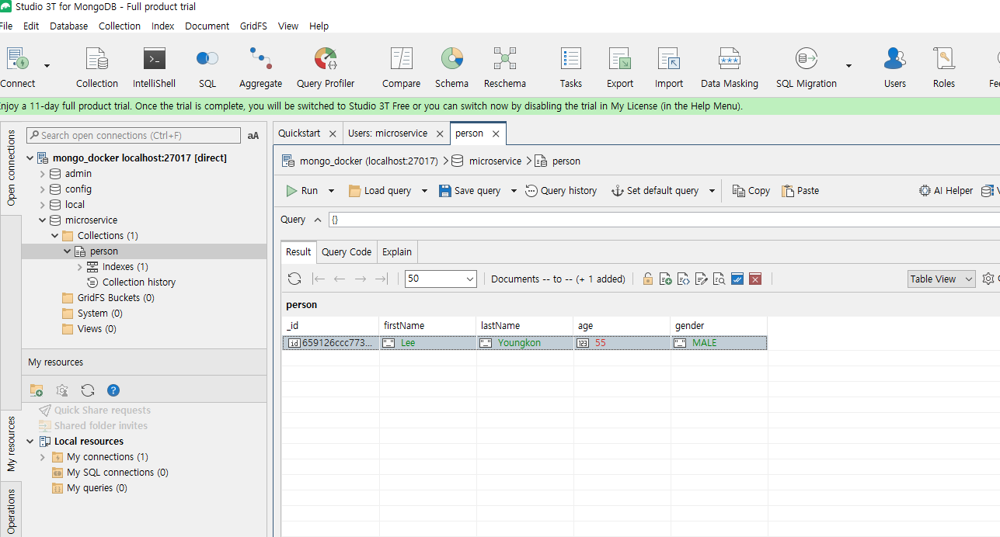 Studio 3T for MongoDB - Full product trial
File Edit Database Collection Index Document GridFS View Help
Connect Collection IntelliShell SQL Aggregate Query Profiler Compare Schema Reschema Tasks Export Import Data Masking SQL Migration Users Roles Fe
njoy a 11-day full product trial. Once the trial is complete, you will be switched to Studio 3T Free or you can switch now by disabling the trial in My License (in the Help Menu).
Open connections
Search open connections (Ctrl+F) aA
mongo_docker localhost:27017 [direct]
admin
config
local
microservice
Collections (1)
person
Indexes (1)
Collection history
GridFS Buckets (0)
System (0)
Views (0)
My resources
My resources
Quick Share requests
Shared folder invites
Local resources
My connections (1)
My SQL connections (0)
My queries (0)
Operations
Quickstart Users: microservice person
mongo_docker (localhost:27017) microservice person
Run Load query Save query Query history Set default query Copy Paste AI Helper V
Query {}
Result Query Code Explain
50 Documents -- to -- (+ 1 added) Table View
person
_id firstName lastName age gender
id 659126ccc773... "_" Lee "_" Youngkon 123 55 "_" MALE